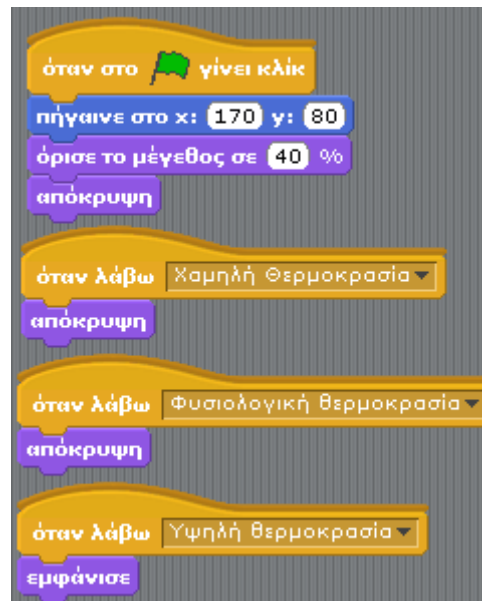 όταν στο γίνει κλίκ
πήγαινε στο x: 170 y: 80
όρισε το μέγεθος σε 40 %
απόκρυψη
όταν λάβω Χαμηλή Θερμοκρασία
απόκρυψη
όταν λάβω Φυσιολογική θερμοκρασία
απόκρυψη
όταν λάβω Υψηλή θερμοκρασία
εμφάνισε